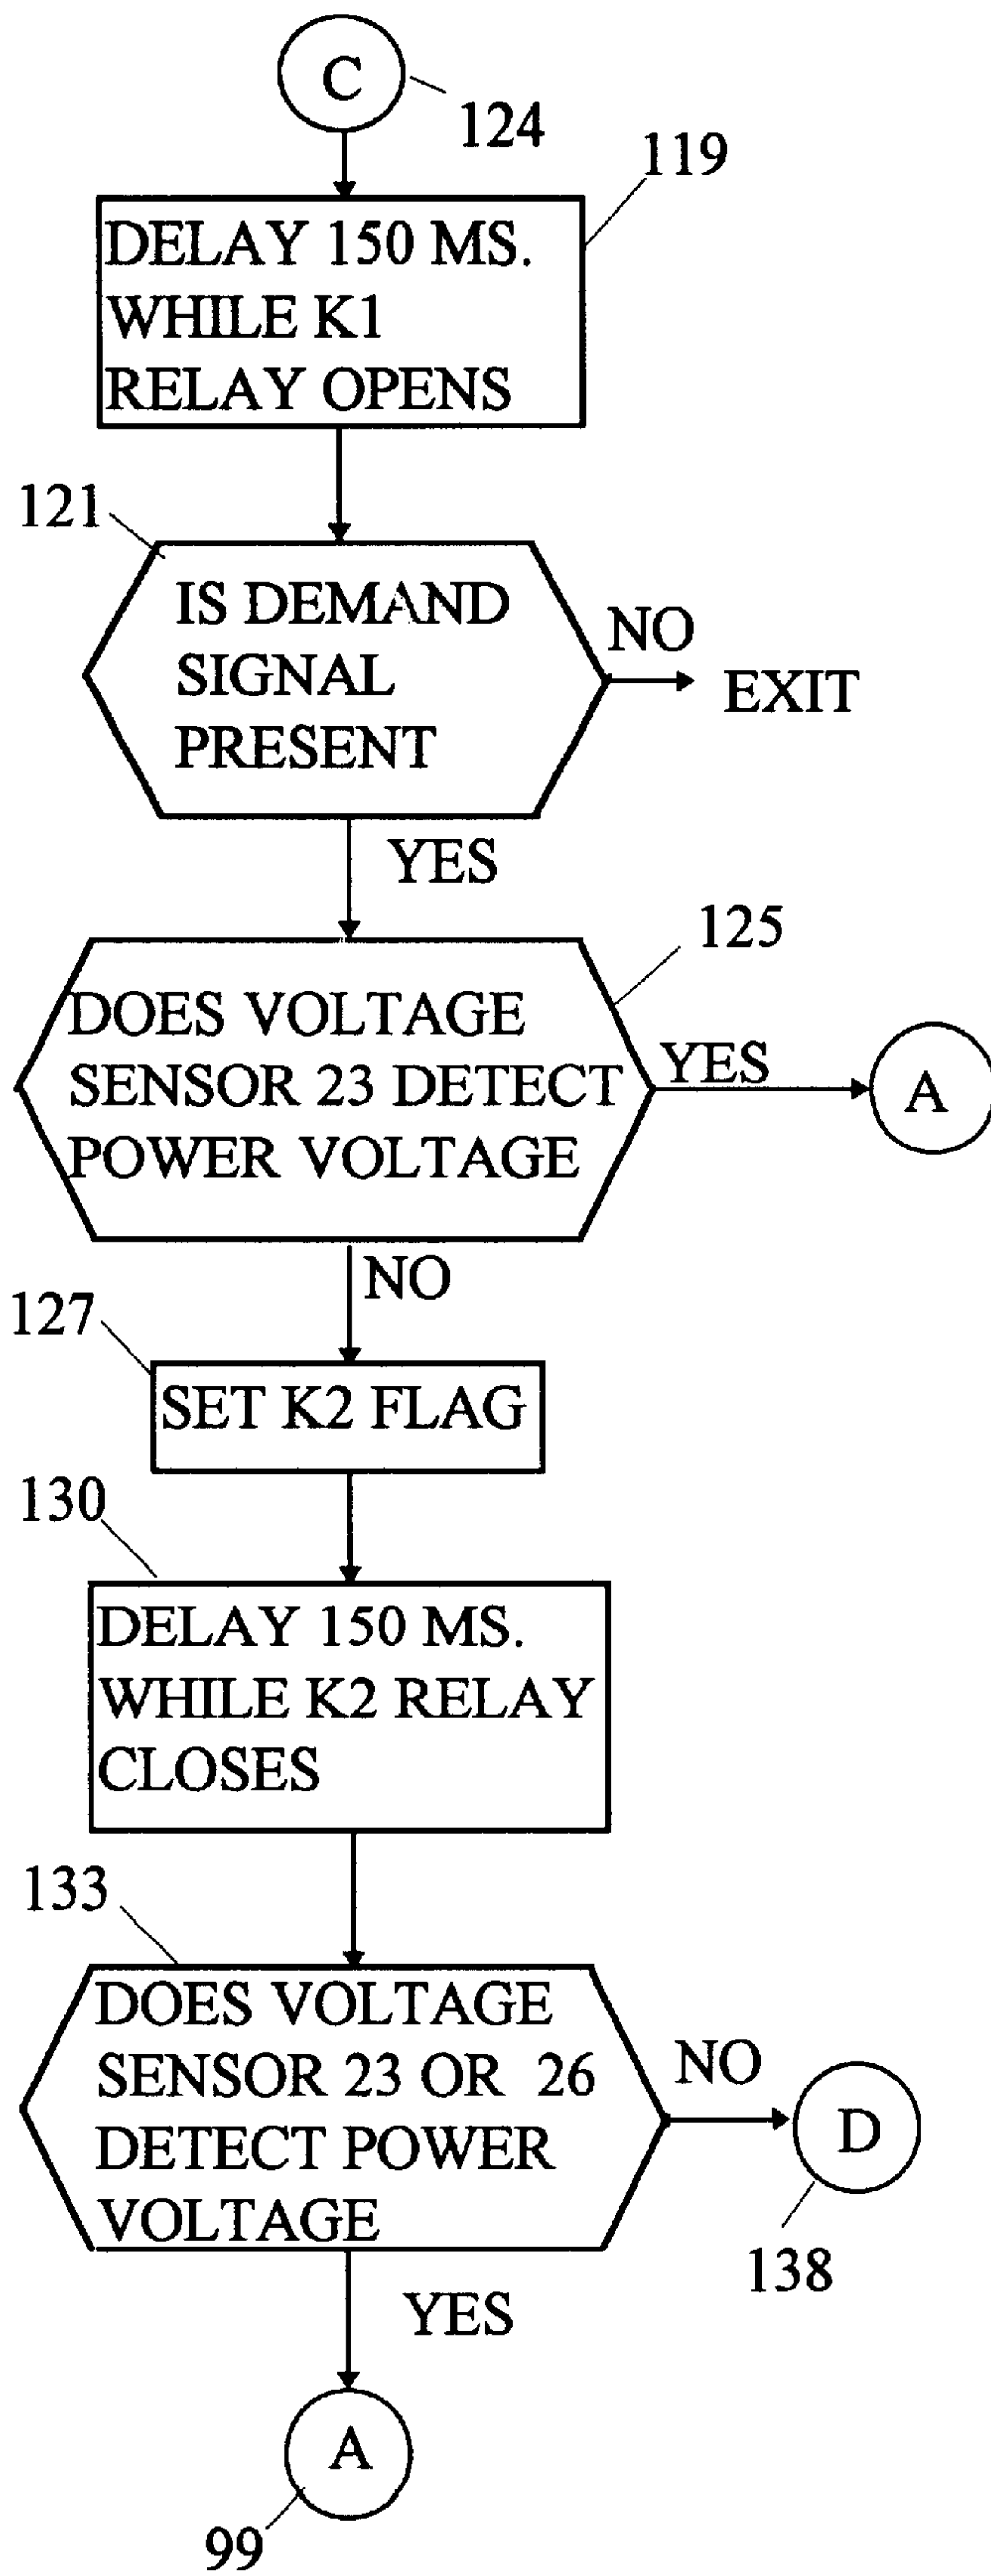 C
124
119
DELAY 150 MS.
WHILE K1
RELAY OPENS
121
IS DEMAND
SIGNAL
PRESENT
NO
EXIT
YES
125
DOES VOLTAGE
SENSOR 23 DETECT
POWER VOLTAGE
YES
A
NO
127
SET K2 FLAG
130
DELAY 150 MS.
WHILE K2 RELAY
CLOSES
133
DOES VOLTAGE
SENSOR 23 OR 26
DETECT POWER
VOLTAGE
NO
D
138
YES
A
99